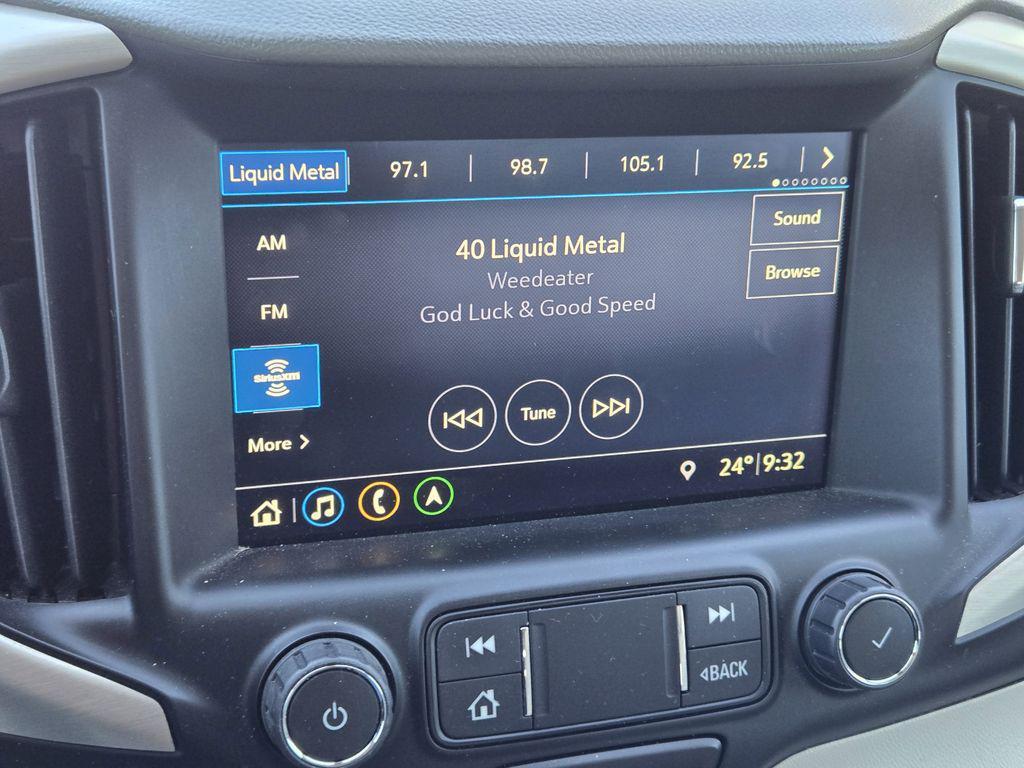 Liquid Metal 97.1 98.7 105.1 92.5
Sound
AM
40 Liquid Metal
Weedeater
Browse
FM
God Luck & Good Speed
SiriusXM
Tune
More
24° 9:32
BACK